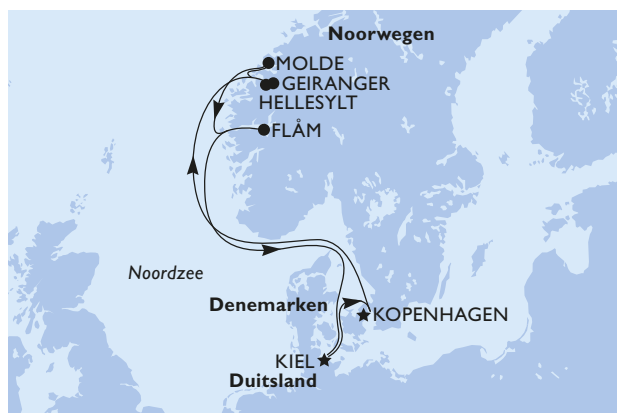 Noorwegen
MOLDE
GEIRANGER
HELLESYLT
FLÅM
Noordzee
Denemarken
KOPENHAGEN
KIEL
Duitsland